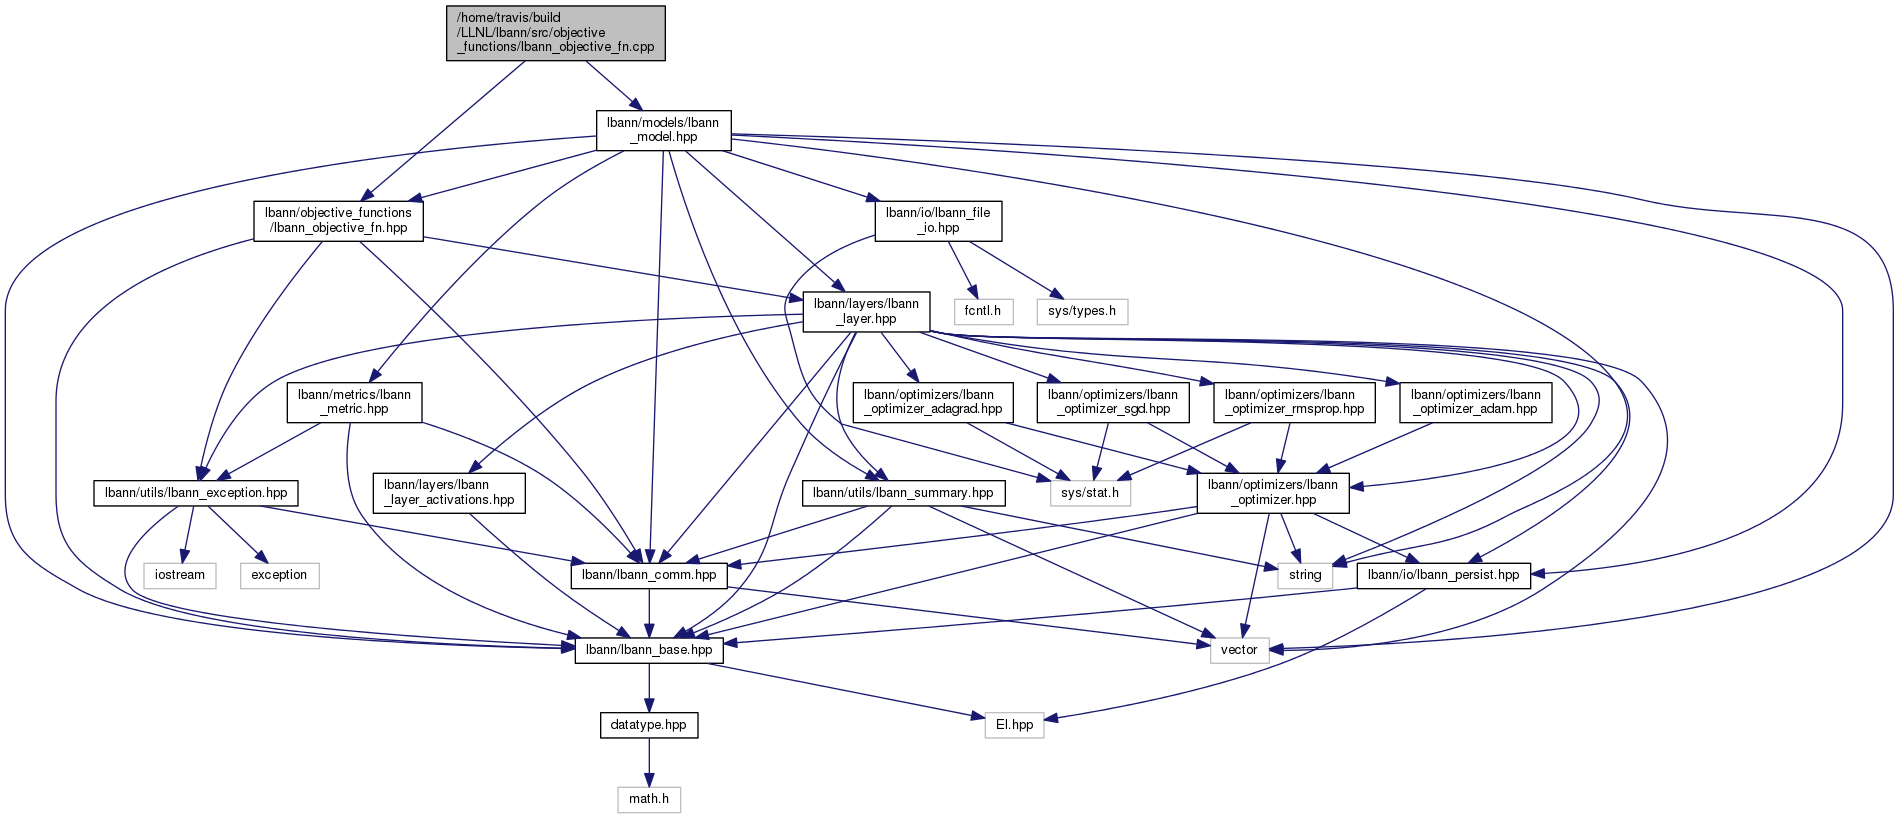 /home/travis/build
/LLNL/lbann/src/objective
_functions/lbann_objective_fn.cpp
lbann/models/lbann
_model.hpp
lbann/objective_functions
/lbann_objective_fn.hpp
lbann/io/lbann_file
_io.hpp
lbann/layers/lbann
_layer.hpp
fcntl.h
sys/types.h
lbann/metrics/lbann
_metric.hpp
lbann/optimizers/lbann
_optimizer_adagrad.hpp
lbann/optimizers/lbann
_optimizer_sgd.hpp
lbann/optimizers/lbann
_optimizer_rmsprop.hpp
lbann/optimizers/lbann
_optimizer_adam.hpp
lbann/utils/lbann_exception.hpp
lbann/layers/lbann
_layer_activations.hpp
lbann/utils/lbann_summary.hpp
sys/stat.h
lbann/optimizers/lbann
_optimizer.hpp
iostream
exception
lbann/lbann_comm.hpp
string
lbann/io/lbann_persist.hpp
lbann/lbann_base.hpp
vector
datatype.hpp
El.hpp
math.h